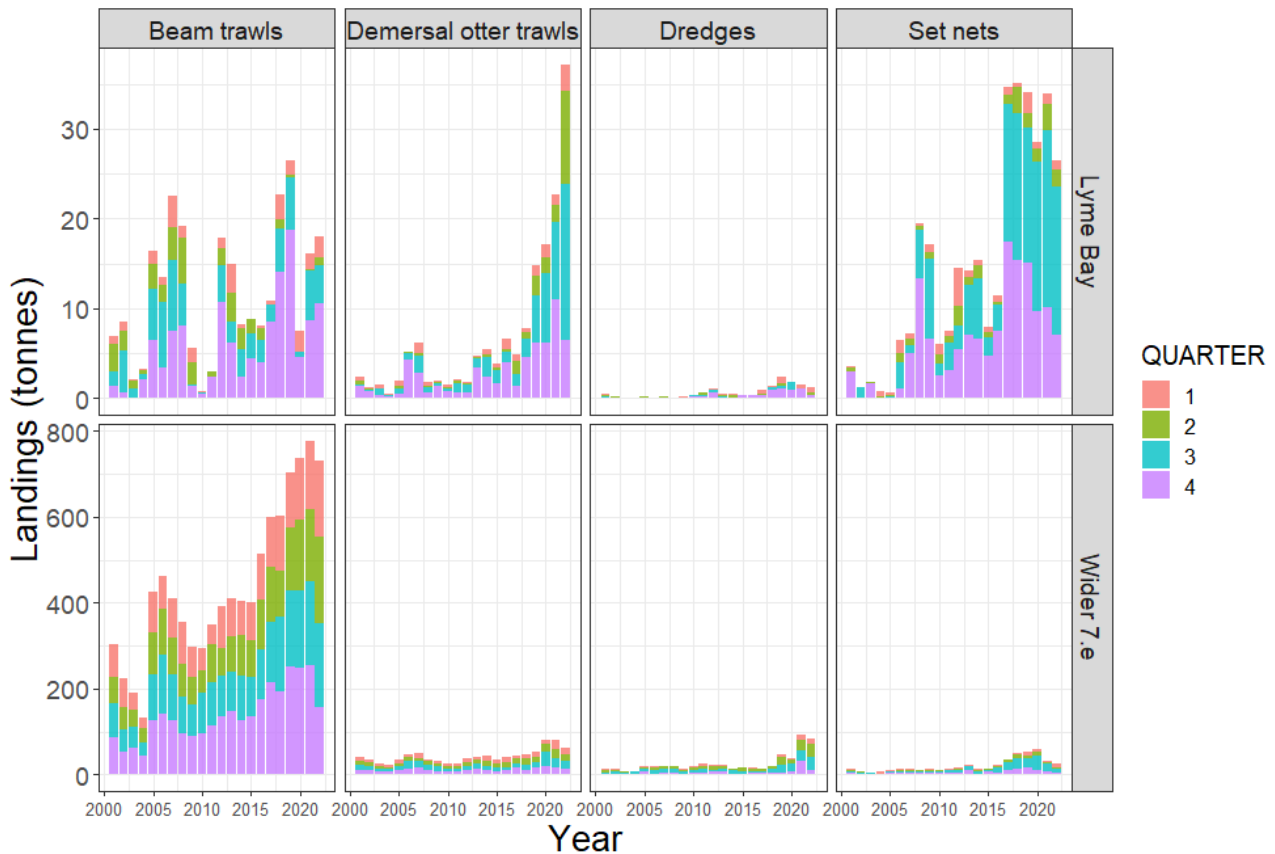 Beam trawls Demersal otter trawls Dredges Set nets
Landings (tonnes)
30
20
10
0
Lyme Bay
800
600
400
200
0
Wider 7.e
2000 2005 2010 2015 2020 2000 2005 2010 2015 2020 2000 2005 2010 2015 2020 2000 2005 2010 2015 2020
Year
QUARTER
1
2
3
4